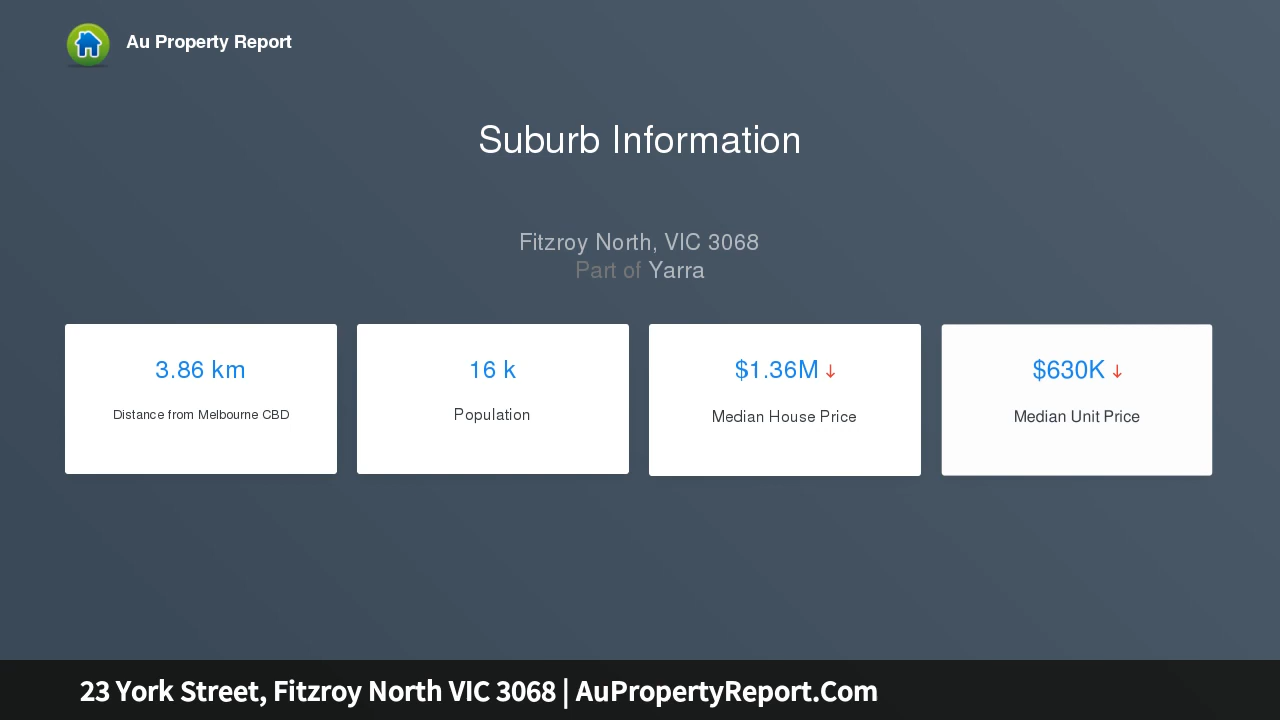 Au Property Report
Suburb Information
Fitzroy North, VIC 3068
Part of Yarra
3.86 km
Distance from Melbourne CBD
16 k
Population
$1.36M ↓
Median House Price
$630K ↓
Median Unit Price
23 York Street, Fitzroy North VIC 3068 | AuPropertyReport.Com